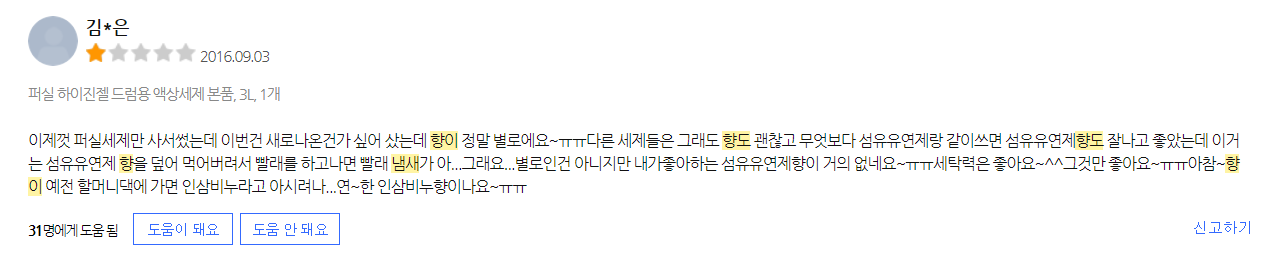 김*은
2016.09.03
퍼실 하이진젤 드럼용 액상세제 본품, 3L, 1개
이제껏 퍼실세제만 사서썼는데 이번건 새로나온건가 싶어 샀는데 향이 정말 별로에요~ㅠㅠ다른 세제들은 그래도 향도 괜찮고 무엇보다 섬유유연제랑 같이쓰면 섬유유연제향도 잘나고 좋았는데 이거
는 섬유유연제 향을 덮어 먹어버려서 빨래를 하고나면 빨래 냄새가 아...그래요...별로인건 아니지만 내가좋아하는 섬유유연제향이 거의 없네요~ㅠㅠ세탁력은 좋아요~^^그것만 좋아요~ㅠㅠ아참~향
이 예전 할머니댁에 가면 인삼비누라고 아시려나...연~한 인삼비누향이나요~ㅠㅠ
31명에게 도움 됨 도움이 돼요 도움 안 돼요 신고하기